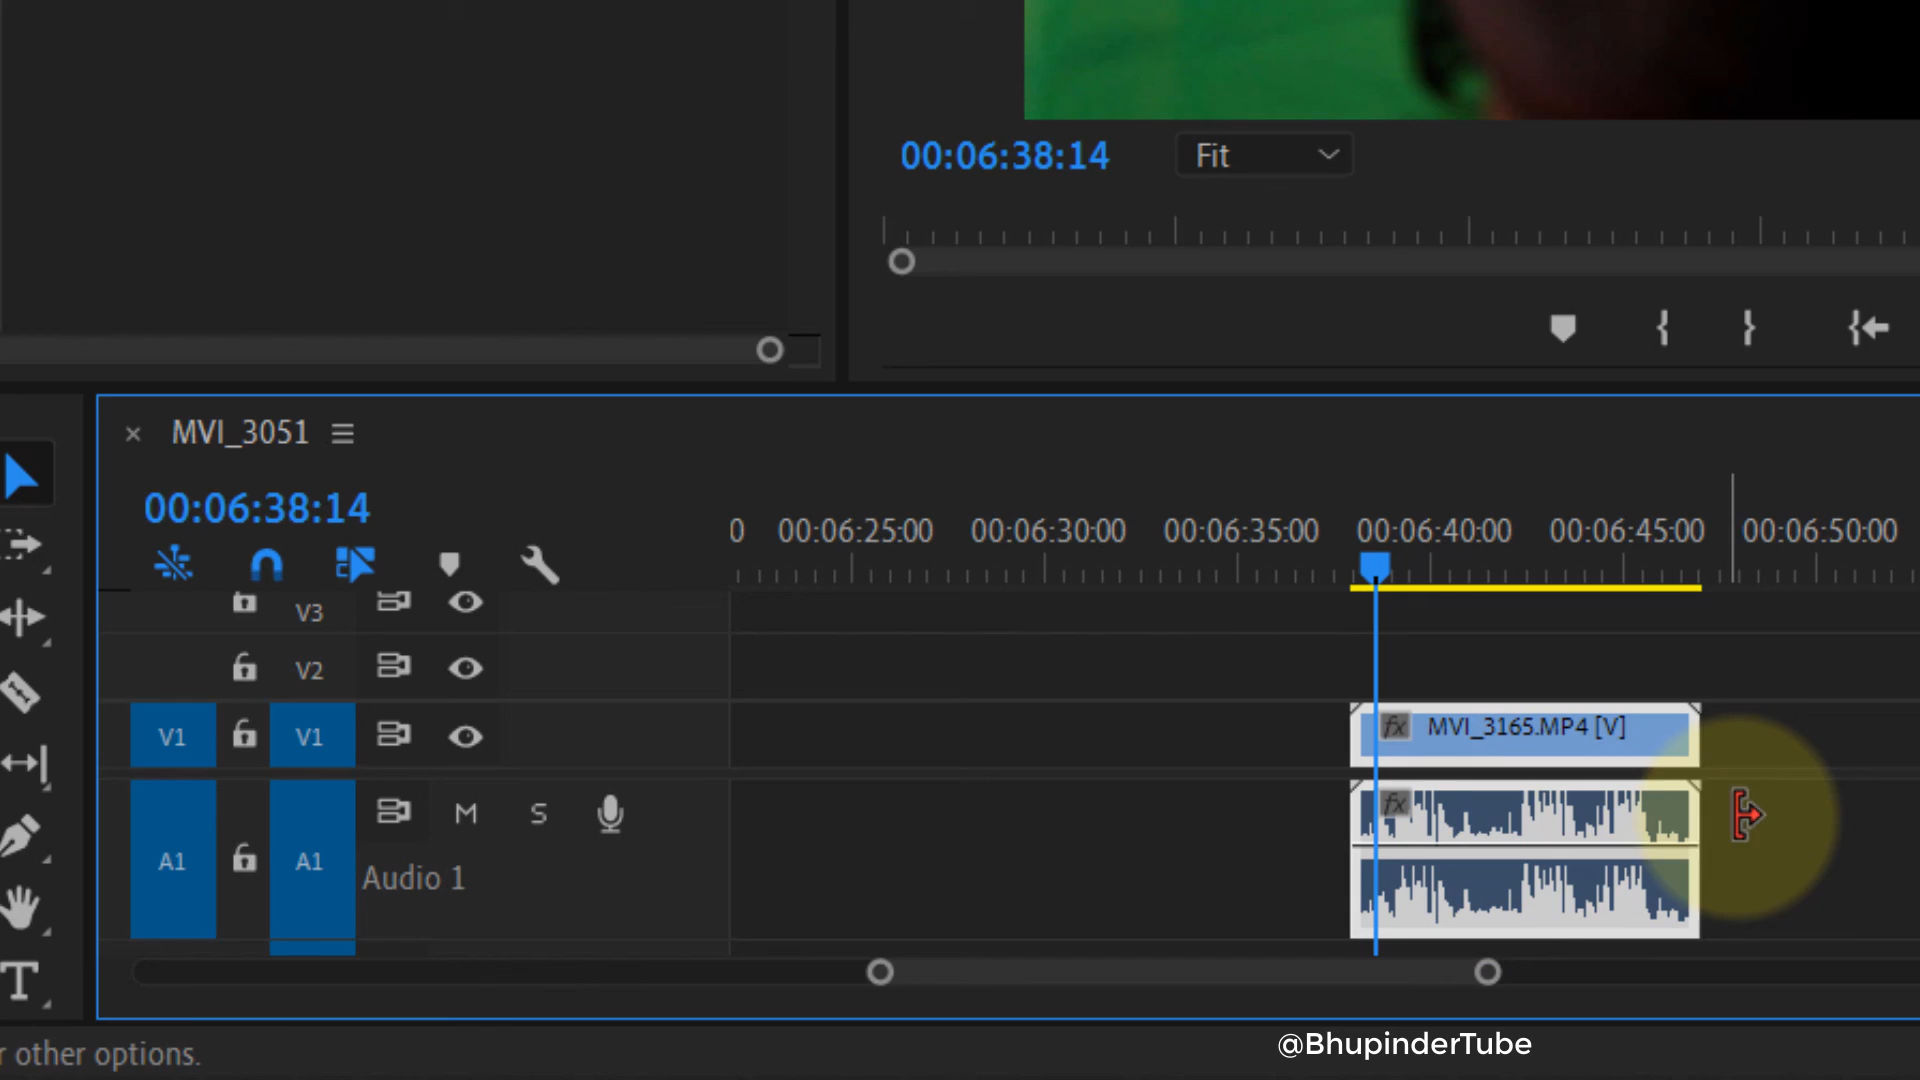 00:06:38:14
Fit
MVI_3051
00:06:38:14
0 00:06:25:00 00:06:30:00 00:06:35:00 00:06:40:00 00:06:45:00 00:06:50:00
V3
V2
V1 V1
fx MVI_3165.MP4 [V]
A1 A1
M S
fx
Audio 1
T
r other options.
@BhupinderTube